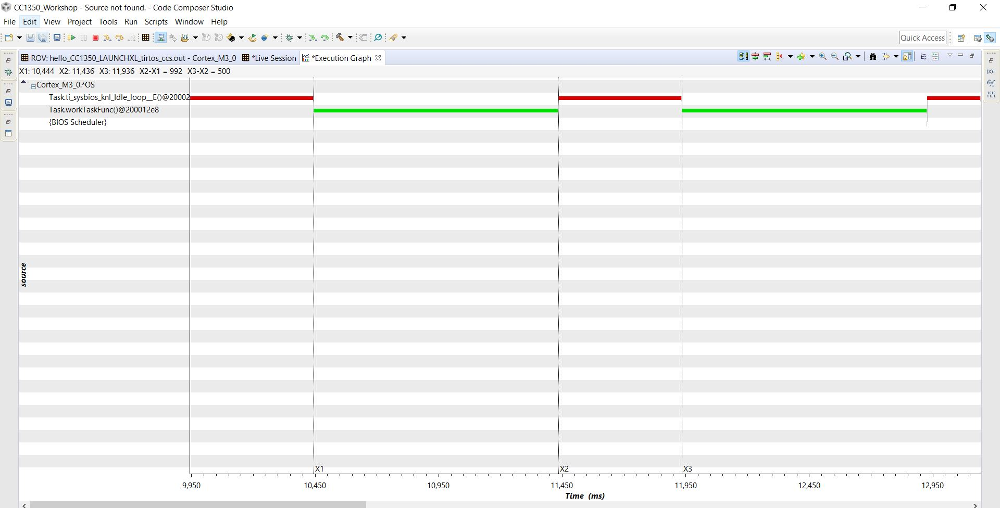 CC1350_Workshop - Source not found. - Code Composer Studio
File Edit View Project Tools Run Scripts Window Help
Quick Access
ROV: hello_CC1350_LAUNCHXL_tirtos_ccs.out - Cortex_M3_0 *Live Session *Execution Graph
X1: 10,444 X2: 11,436 X3: 11,936 X2-X1 = 992 X3-X2 = 500
Cortex_M3_0.*OS
Task.ti_sysbios_knl_Idle_loop__E()@20002
Task.workTaskFunc()@200012e8
{BIOS Scheduler}
source
X1 X2 X3
9,950 10,450 10,950 11,450 11,950 12,450 12,950
Time (ms)
(x)=
1010
0101